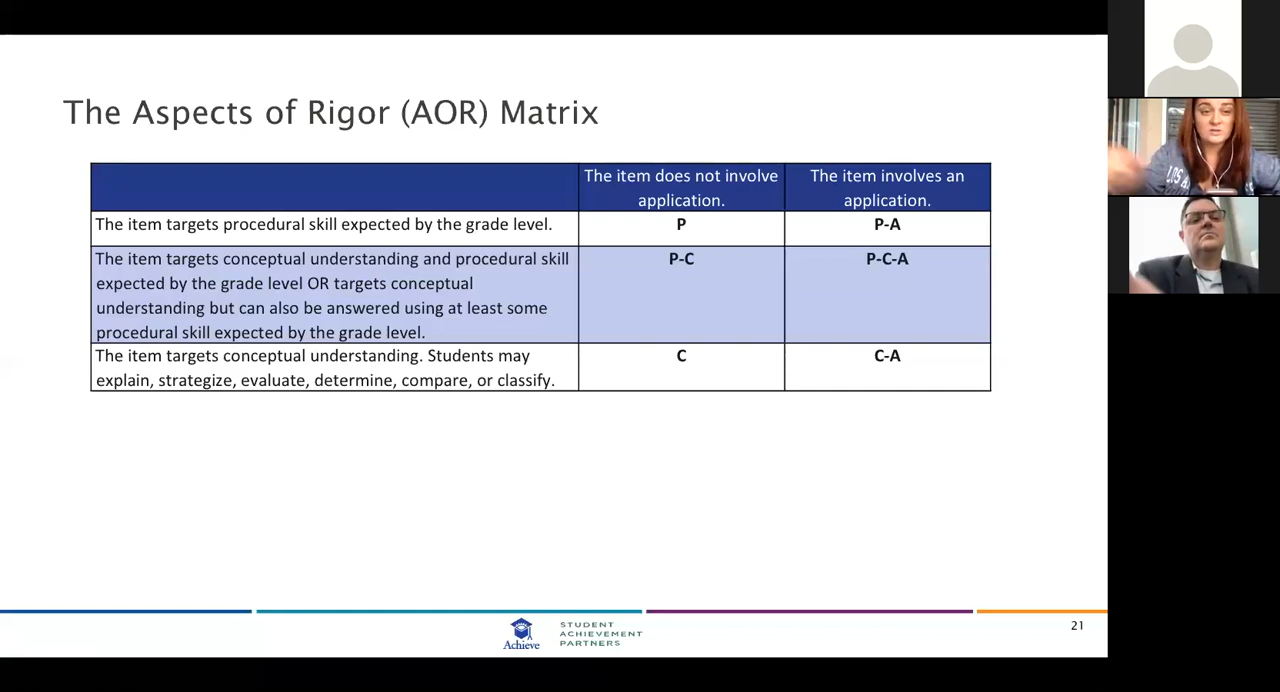 The Aspects of Rigor (AOR) Matrix
The item does not involve
application.
The item involves an
application.
The item targets procedural skill expected by the grade level.
P
P-A
The item targets conceptual understanding and procedural skill
expected by the grade level OR targets conceptual
understanding but can also be answered using at least some
procedural skill expected by the grade level.
P-C
P-C-A
The item targets conceptual understanding. Students may
explain, strategize, evaluate, determine, compare, or classify.
C
C-A
Achieve
STUDENT
ACHIEVEMENT
PARTNERS
21